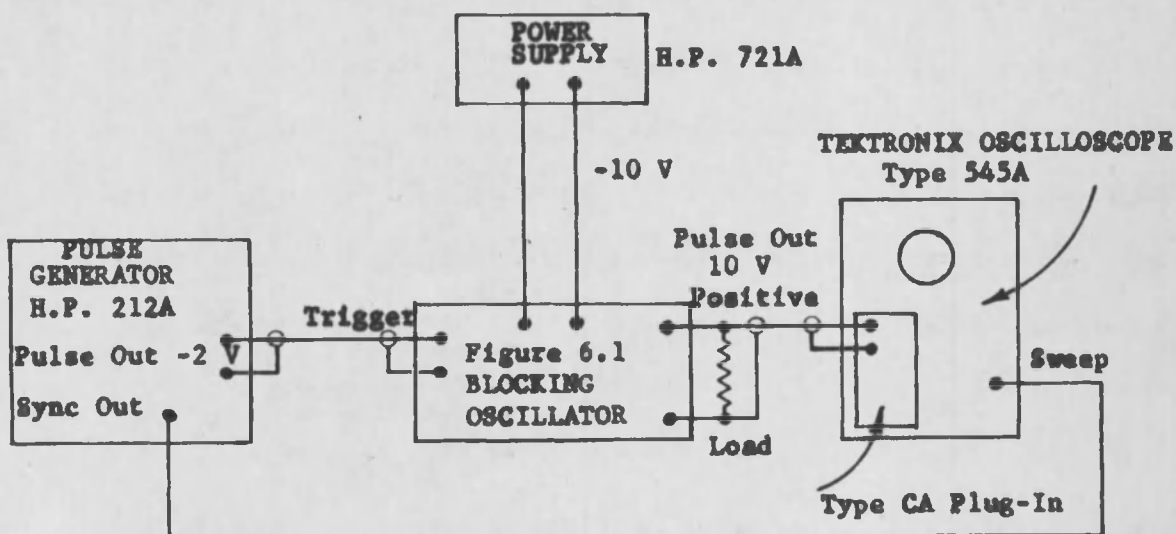 POWER
SUPPLY
H.P. 721A
-10 V
TEKTRONIX OSCILLOSCOPE
Type 545A
PULSE
GENERATOR
H.P. 212A
Pulse Out -2 V
Sync Out
Trigger
Figure 6.1
BLOCKING
OSCILLATOR
Pulse Out
10 V
Positive
Load
Sweep
Type CA Plug-In